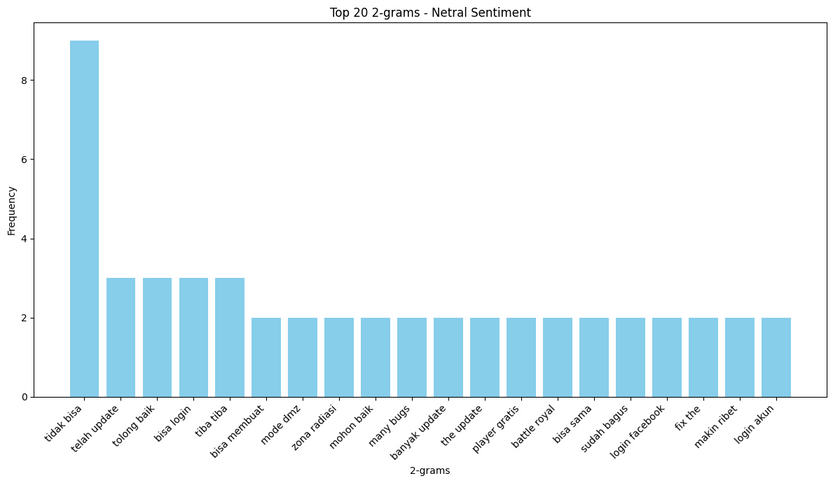 Top 20 2-grams - Netral Sentiment
Frequency
8
6
4
2
0
tidak bisa
telah update
tolong baik
bisa login
tiba tiba
bisa membuat
mode dmz
zona radiasi
mohon baik
many bugs
banyak update
the update
player gratis
battle royal
bisa sama
sudah bagus
login facebook
fix the
makin ribet
login akun
2-grams